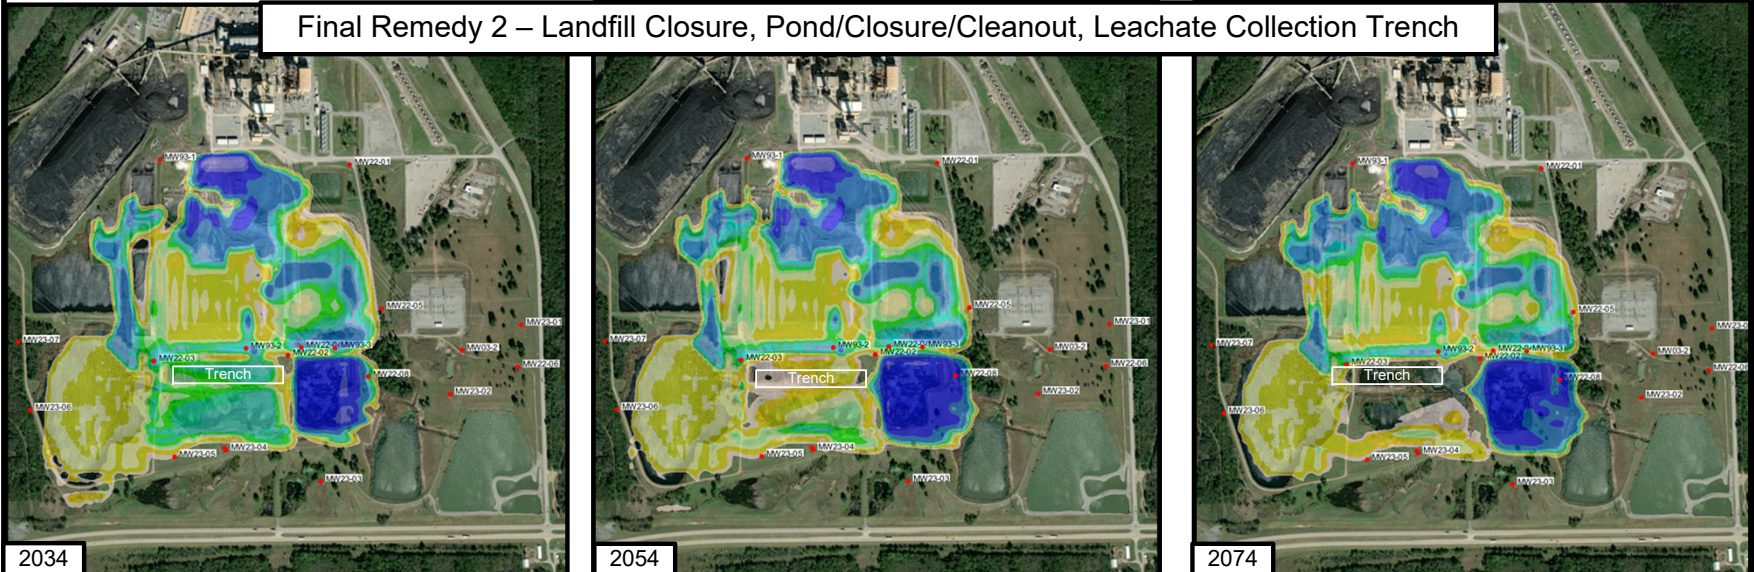 Final Remedy 2 – Landfill Closure, Pond/Closure/Cleanout, Leachate Collection Trench
MW93-1
MW22-01
MW22-05
MW23-01
MW23-07
MW93-2
MW93-3
MW22-02
MW03-2
MW22-03
MW22-06
Trench
MW22-08
MW23-02
MW23-06
MW23-04
MW23-05
MW23-03
2034
MW93-1
MW22-01
MW22-05
MW23-01
MW23-07
MW93-2
MW93-3
MW22-02
MW03-2
MW22-03
MW22-06
Trench
MW22-08
MW23-02
MW23-06
MW23-04
MW23-05
MW23-03
2054
MW93-1
MW22-01
MW22-05
MW23-07
MW93-2
MW93-3
MW22-02
MW03-2
MW22-03
Trench
MW22-08
MW23-02
MW23-06
MW23-04
MW23-05
MW23-03
2074